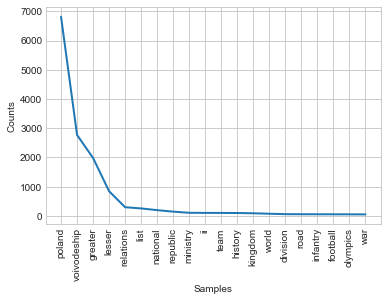 7000
6000
5000
4000
3000
2000
1000
0
Counts
poland
voivodeship
greater
lesser
relations
list
national
republic
ministry
ii
team
history
kingdom
world
division
road
infantry
football
olympics
war
Samples